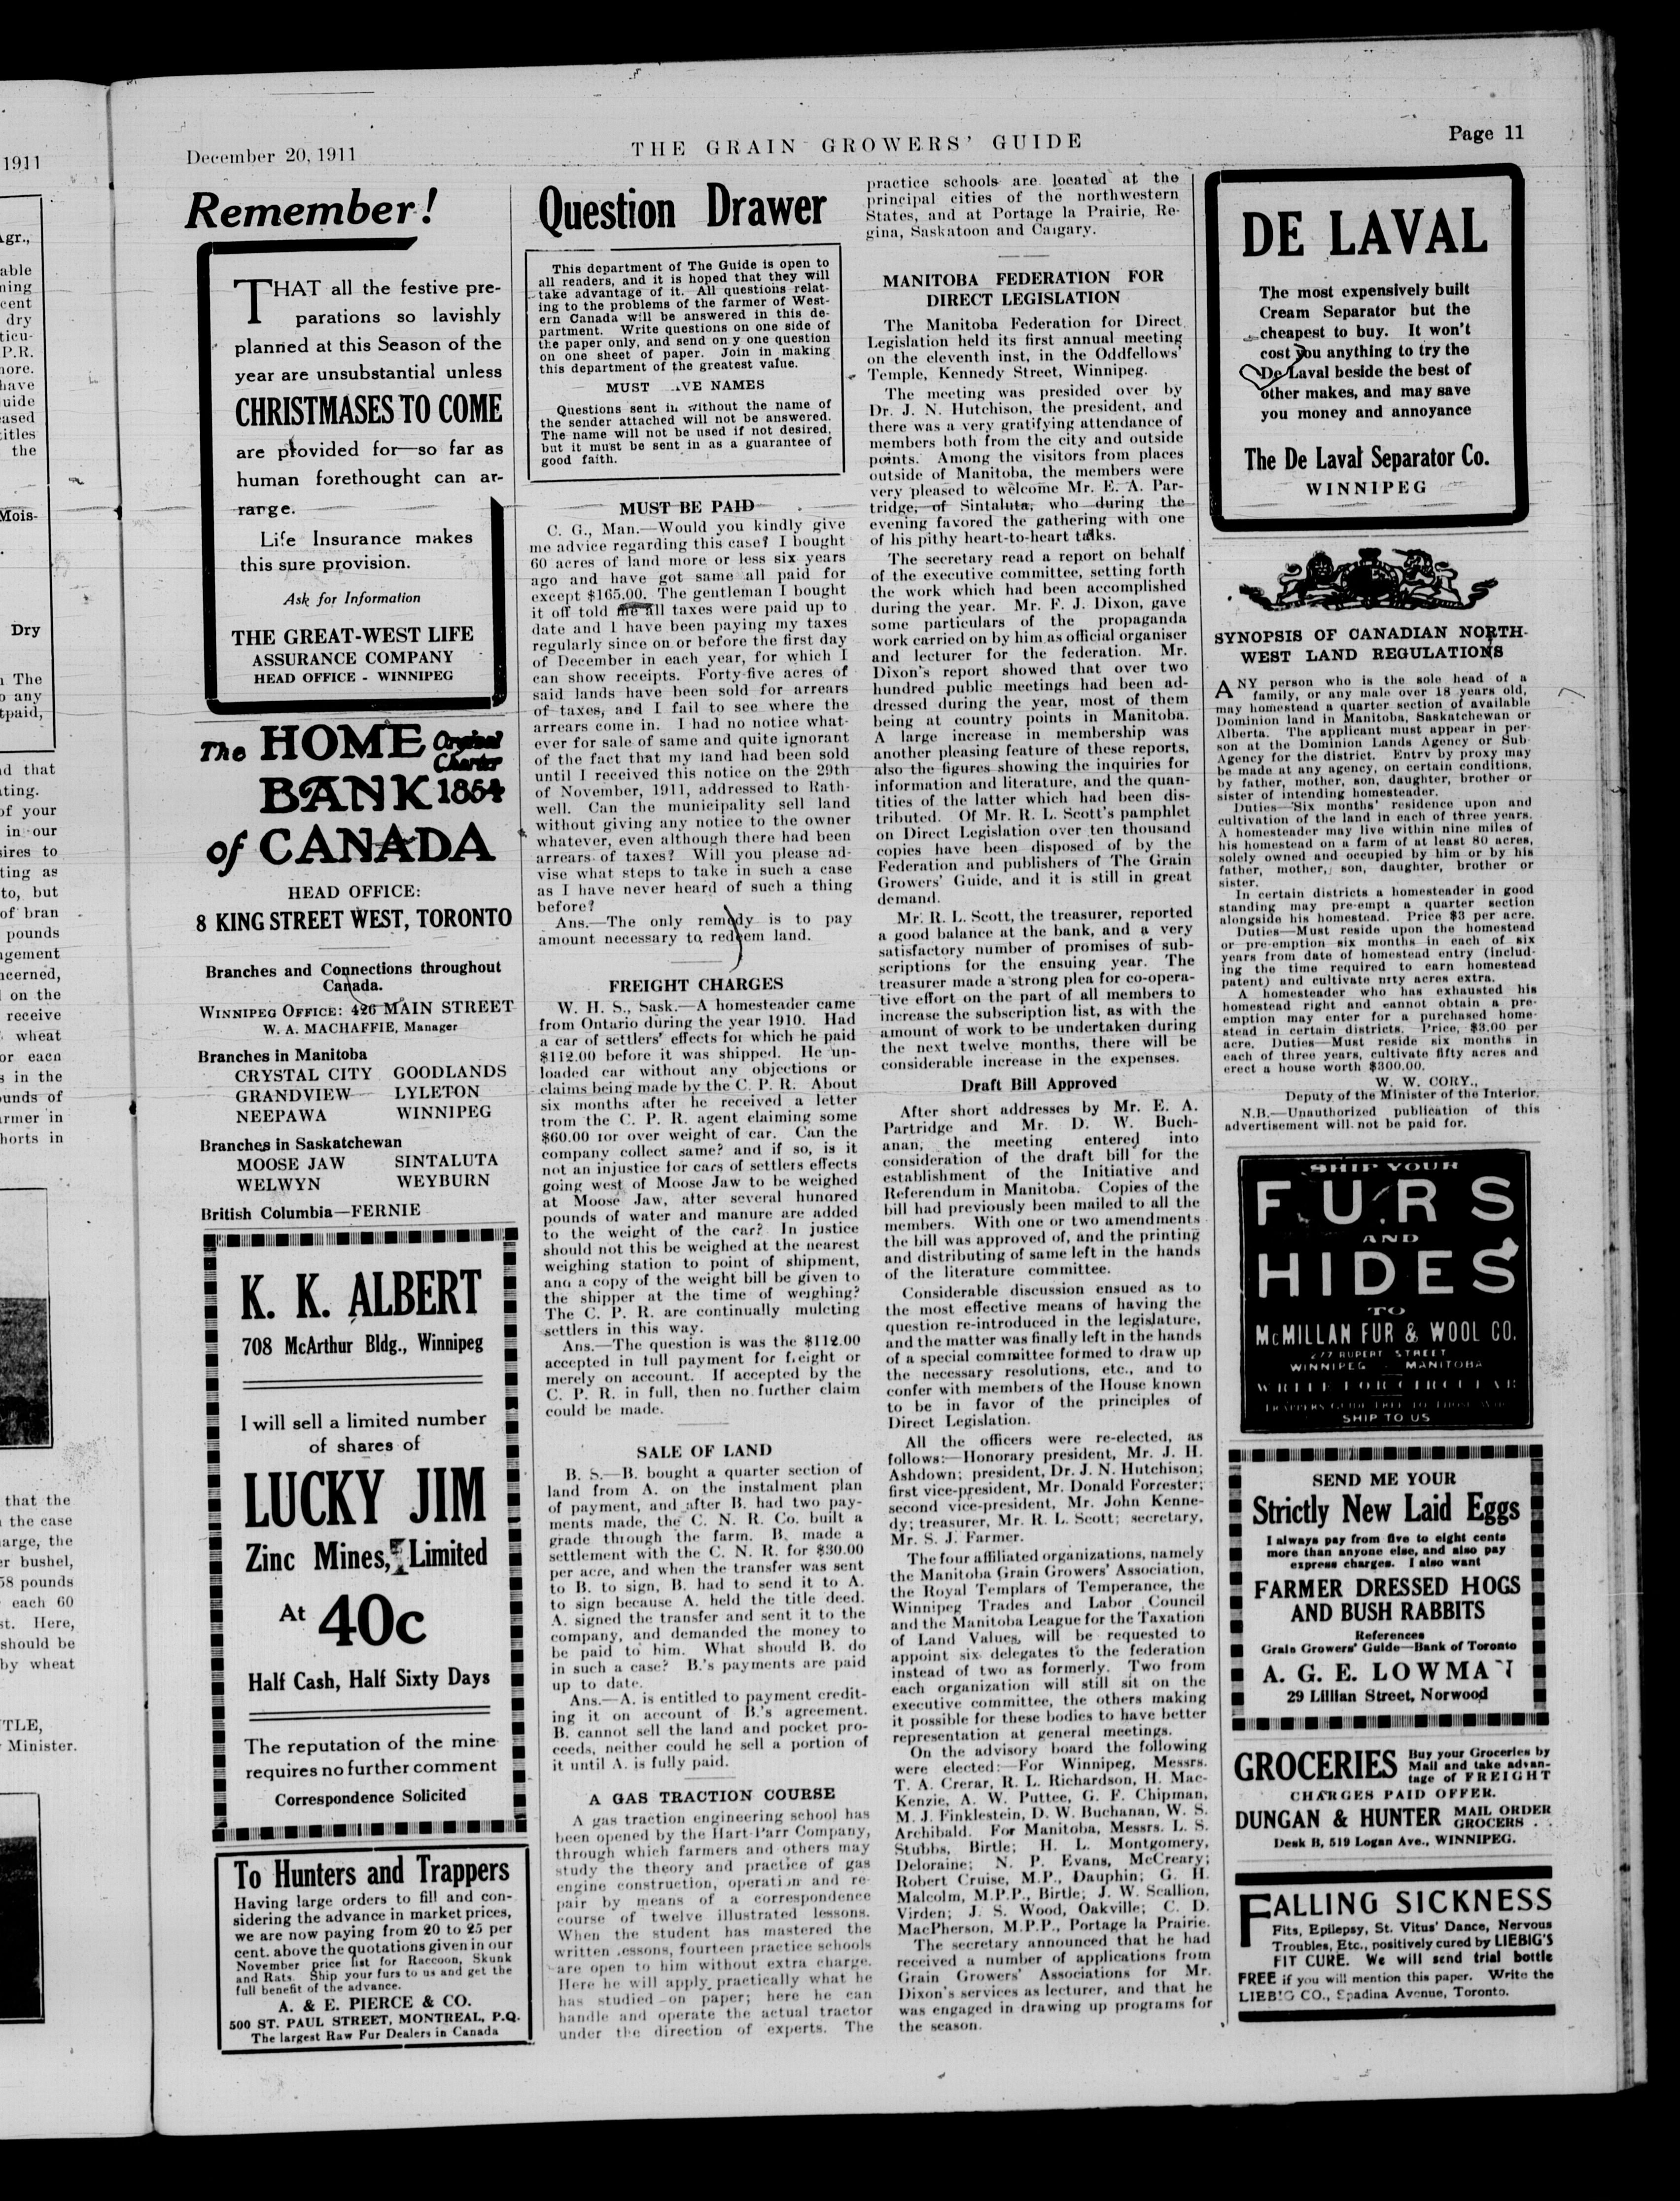 December 20, 1911
THE GRAIN GROWERS' GUIDE
Page 11
Remember!
THAT all the festive pre-
parations so lavishly
planned at this Season of the
year are unsubstantial unless
CHRISTMASES TO COME
are provided for—so far as
human forethought can ar-
range.
Life Insurance makes
this sure provision.
Ask for Information
THE GREAT-WEST LIFE
ASSURANCE COMPANY
HEAD OFFICE - WINNIPEG
The HOME Original
Charter
BANK 1854
of CANADA
HEAD OFFICE:
8 KING STREET WEST, TORONTO
Branches and Connections throughout
Canada.
WINNIPEG OFFICE: 426 MAIN STREET
W. A. MACHAFFIE, Manager
Branches in Manitoba
CRYSTAL CITY GOODLANDS
GRANDVIEW LYLETON
NEEPAWA WINNIPEG
Branches in Saskatchewan
MOOSE JAW SINTALUTA
WELWYN WEYBURN
British Columbia—FERNIE
K. K. ALBERT
708 McArthur Bldg., Winnipeg
I will sell a limited number
of shares of
LUCKY JIM
Zinc Mines, Limited
At 40c
Half Cash, Half Sixty Days
The reputation of the mine
requires no further comment
Correspondence Solicited
To Hunters and Trappers
Having large orders to fill and con-
sidering the advance in market prices,
we are now paying from 20 to 25 per
cent. above the quotations given in our
November price list for Raccoon, Skunk
and Rats. Ship your furs to us and get the
full benefit of the advance.
A. & E. PIERCE & CO.
500 ST. PAUL STREET, MONTREAL, P.Q.
The largest Raw Fur Dealers in Canada
Question Drawer
This department of The Guide is open to
all readers, and it is hoped that they will
take advantage of it. All questions relat-
ing to the problems of the farmer of West-
ern Canada will be answered in this de-
partment. Write questions on one side of
the paper only, and send on y one question
on one sheet of paper. Join in making
this department of the greatest value.
MUST AVE NAMES
Questions sent in without the name of
the sender attached will not be answered.
The name will not be used if not desired,
but it must be sent in as a guarantee of
good faith.
MUST BE PAID
C. G., Man.—Would you kindly give
me advice regarding this case? I bought
60 acres of land more or less six years
ago and have got same all paid for
except $165.00. The gentleman I bought
it off told me all taxes were paid up to
date and I have been paying my taxes
regularly since on or before the first day
of December in each year, for which I
can show receipts. Forty-five acres of
said lands have been sold for arrears
of taxes, and I fail to see where the
arrears come in. I had no notice what-
ever for sale of same and quite ignorant
of the fact that my land had been sold
until I received this notice on the 29th
of November, 1911, addressed to Rath-
well. Can the municipality sell land
without giving any notice to the owner
whatever, even although there had been
arrears of taxes? Will you please ad-
vise what steps to take in such a case
as I have never heard of such a thing
before?
Ans.—The only remedy is to pay
amount necessary to redeem land.
FREIGHT CHARGES
W. H. S., Sask.—A homesteader came
from Ontario during the year 1910. Had
a car of settlers' effects for which he paid
$112.00 before it was shipped. He un-
loaded car without any objections or
claims being made by the C. P. R. About
six months after he received a letter
from the C. P. R. agent claiming some
$60.00 for over weight of car. Can the
company collect same? and if so, is it
not an injustice for cars of settlers effects
going west of Moose Jaw to be weighed
at Moose Jaw, after several hundred
pounds of water and manure are added
to the weight of the car? In justice
should not this be weighed at the nearest
weighing station to point of shipment,
and a copy of the weight bill be given to
the shipper at the time of weighing?
The C. P. R. are continually mulcting
settlers in this way.
Ans.—The question is was the $112.00
accepted in full payment for freight or
merely on account. If accepted by the
C. P. R. in full, then no further claim
could be made.
SALE OF LAND
B. S.—B. bought a quarter section of
land from A. on the instalment plan
of payment, and after B. had two pay-
ments made, the C. N. R. Co. built a
grade through the farm. B. made a
settlement with the C. N. R. for $30.00
per acre, and when the transfer was sent
to B. to sign, B. had to send it to A.
to sign because A. held the title deed.
A. signed the transfer and sent it to the
company, and demanded the money to
be paid to him. What should B. do
in such a case? B.'s payments are paid
up to date.
Ans.—A. is entitled to payment credit-
ing it on account of B.'s agreement.
B. cannot sell the land and pocket pro-
ceeds, neither could he sell a portion of
it until A. is fully paid.
A GAS TRACTION COURSE
A gas traction engineering school has
been opened by the Hart-Parr Company,
through which farmers and others may
study the theory and practice of gas
engine construction, operation and re-
pair by means of a correspondence
course of twelve illustrated lessons.
When the student has mastered the
written lessons, fourteen practice schools
are open to him without extra charge.
Here he will apply practically what he
has studied on paper; here he can
handle and operate the actual tractor
under the direction of experts. The
practice schools are located at the
principal cities of the northwestern
States, and at Portage la Prairie, Re-
gina, Saskatoon and Calgary.
MANITOBA FEDERATION FOR
DIRECT LEGISLATION
The Manitoba Federation for Direct
Legislation held its first annual meeting
on the eleventh inst, in the Oddfellows'
Temple, Kennedy Street, Winnipeg.
The meeting was presided over by
Dr. J. N. Hutchison, the president, and
there was a very gratifying attendance of
members both from the city and outside
points. Among the visitors from places
outside of Manitoba, the members were
very pleased to welcome Mr. E. A. Par-
tridge, of Sintaluta, who during the
evening favored the gathering with one
of his pithy heart-to-heart talks.
The secretary read a report on behalf
of the executive committee, setting forth
the work which had been accomplished
during the year. Mr. F. J. Dixon, gave
some particulars of the propaganda
work carried on by him as official organiser
and lecturer for the federation. Mr.
Dixon's report showed that over two
hundred public meetings had been ad-
dressed during the year, most of them
being at country points in Manitoba.
A large increase in membership was
another pleasing feature of these reports,
also the figures showing the inquiries for
information and literature, and the quan-
tities of the latter which had been dis-
tributed. Of Mr. R. L. Scott's pamphlet
on Direct Legislation over ten thousand
copies have been disposed of by the
Federation and publishers of The Grain
Growers' Guide, and it is still in great
demand.
Mr. R. L. Scott, the treasurer, reported
a good balance at the bank, and a very
satisfactory number of promises of sub-
scriptions for the ensuing year. The
treasurer made a strong plea for co-opera-
tive effort on the part of all members to
increase the subscription list, as with the
amount of work to be undertaken during
the next twelve months, there will be
considerable increase in the expenses.
Draft Bill Approved
After short addresses by Mr. E. A.
Partridge and Mr. D. W. Buch-
anan, the meeting entered into
consideration of the draft bill for the
establishment of the Initiative and
Referendum in Manitoba. Copies of the
bill had previously been mailed to all the
members. With one or two amendments
the bill was approved of, and the printing
and distributing of same left in the hands
of the literature committee.
Considerable discussion ensued as to
the most effective means of having the
question re-introduced in the legislature,
and the matter was finally left in the hands
of a special committee formed to draw up
the necessary resolutions, etc., and to
confer with members of the House known
to be in favor of the principles of
Direct Legislation.
All the officers were re-elected, as
follows:—Honorary president, Mr. J. H.
Ashdown; president, Dr. J. N. Hutchison;
first vice-president, Mr. Donald Forrester;
second vice-president, Mr. John Kenne-
dy; treasurer, Mr. R. L. Scott; secretary,
Mr. S. J. Farmer.
The four affiliated organizations, namely
the Manitoba Grain Growers' Association,
the Royal Templars of Temperance, the
Winnipeg Trades and Labor Council
and the Manitoba League for the Taxation
of Land Values, will be requested to
appoint six delegates to the federation
instead of two as formerly. Two from
each organization will still sit on the
executive committee, the others making
it possible for these bodies to have better
representation at general meetings.
On the advisory board the following
were elected:—For Winnipeg, Messrs.
T. A. Crerar, R. L. Richardson, H. Mac-
Kenzie, A. W. Puttee, G. F. Chipman,
M. J. Finklestein, D. W. Buchanan, W. S.
Archibald. For Manitoba, Messrs. L. S.
Stubbs, Birtle; H. L. Montgomery,
Deloraine; N. P. Evans, McCreary;
Robert Cruise, M.P., Dauphin; G. H.
Malcolm, M.P.P., Birtle; J. W. Scallion,
Virden; J. S. Wood, Oakville; C. D.
MacPherson, M.P.P., Portage la Prairie.
The secretary announced that he had
received a number of applications from
Grain Growers' Associations for Mr.
Dixon's services as lecturer, and that he
was engaged in drawing up programs for
the season.
DE LAVAL
The most expensively built
Cream Separator but the
cheapest to buy. It won't
cost you anything to try the
De Laval beside the best of
other makes, and may save
you money and annoyance
The De Laval Separator Co.
WINNIPEG
SYNOPSIS OF CANADIAN NORTH-
WEST LAND REGULATIONS
ANY person who is the sole head of a
family, or any male over 18 years old,
may homestead a quarter section of available
Dominion land in Manitoba, Saskatchewan or
Alberta. The applicant must appear in per-
son at the Dominion Lands Agency or Sub-
Agency for the district. Entry by proxy may
be made at any agency, on certain conditions,
by father, mother, son, daughter, brother or
sister of intending homesteader.
Duties—Six months' residence upon and
cultivation of the land in each of three years.
A homesteader may live within nine miles of
his homestead on a farm of at least 80 acres,
solely owned and occupied by him or by his
father, mother, son, daughter, brother or
sister.
In certain districts a homesteader in good
standing may pre-empt a quarter section
alongside his homestead. Price $3 per acre.
Duties—Must reside upon the homestead
or pre-emption six months in each of six
years from date of homestead entry (includ-
ing the time required to earn homestead
patent) and cultivate fifty acres extra.
A homesteader who has exhausted his
homestead right and cannot obtain a pre-
emption may enter for a purchased home-
stead in certain districts. Price, $3.00 per
acre. Duties—Must reside six months in
each of three years, cultivate fifty acres and
erect a house worth $300.00.
W. W. CORY,
Deputy of the Minister of the Interior.
N.B.—Unauthorized publication of this
advertisement will not be paid for.
SHIP YOUR
FURS
AND
HIDES
TO
McMILLAN FUR & WOOL CO.
277 RUPERT STREET
WINNIPEG MANITOBA
WRITE FOR CIRCULAR
TRAPPERS GUIDE FREE TO THOSE WHO
SHIP TO US
SEND ME YOUR
Strictly New Laid Eggs
I always pay from five to eight cents
more than anyone else, and also pay
express charges. I also want
FARMER DRESSED HOGS
AND BUSH RABBITS
References
Grain Growers' Guide—Bank of Toronto
A. G. E. LOWMAN
29 Lillian Street, Norwood
GROCERIES Buy your Groceries by
Mail and take advan-
tage of FREIGHT
CHARGES PAID OFFER.
DUNGAN & HUNTER MAIL ORDER
GROCERS
Desk B, 519 Logan Ave., WINNIPEG.
FALLING SICKNESS
Fits, Epilepsy, St. Vitus' Dance, Nervous
Troubles, Etc., positively cured by LIEBIG'S
FIT CURE. We will send trial bottle
FREE if you will mention this paper. Write the
LIEBIG CO., Spadina Avenue, Toronto.